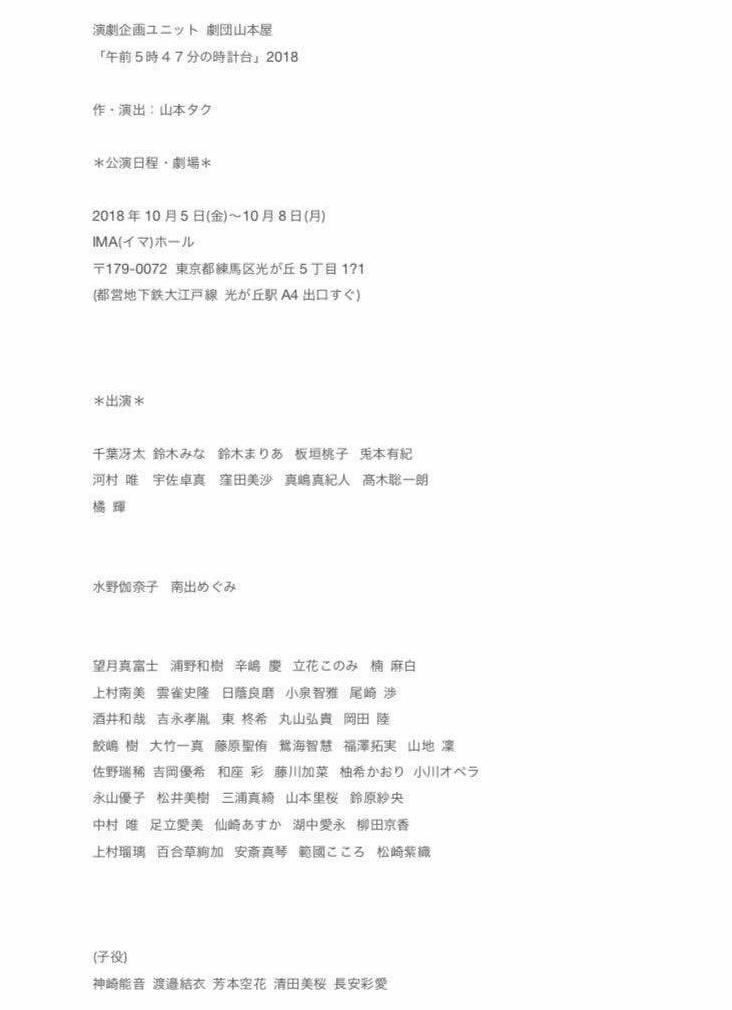 演劇企画ユニット 劇団山本屋
「午前５時４７分の時計台」2018
作・演出：山本タク
＊公演日程・劇場＊
2018年10月5日(金)〜10月8日(月)
IMA(イマ)ホール
〒179-0072 東京都練馬区光が丘5丁目1?1
(都営地下鉄大江戸線 光が丘駅A4出口すぐ)
＊出演＊
千葉冴太 鈴木みな 鈴木まりあ 板垣桃子 兎本有紀
河村 唯 宇佐卓真 窪田美沙 真嶋真紀人 髙木聡一朗
橘 輝
水野伽奈子 南出めぐみ
望月真富士 浦野和樹 辛嶋 慶 立花このみ 楠 麻白
上村南美 雲雀史隆 日蔭良磨 小泉智雅 尾崎 渉
酒井和哉 吉永孝胤 東 柊希 丸山弘貴 岡田 陸
鮫嶋 樹 大竹一真 藤原聖侑 鷲海智慧 福澤拓実 山地 凜
佐野瑞稀 吉岡優希 和座 彩 藤川加菜 柚希かおり 小川オペラ
永山優子 松井美樹 三浦真綺 山本里桜 鈴原紗央
中村 唯 足立愛美 仙崎あすか 湖中愛永 柳田京香
上村瑠璃 百合草絢加 安斎真琴 範國こころ 松崎紫織
(子役)
神崎能音 渡邉結衣 芳本空花 清田美桜 長安彩愛